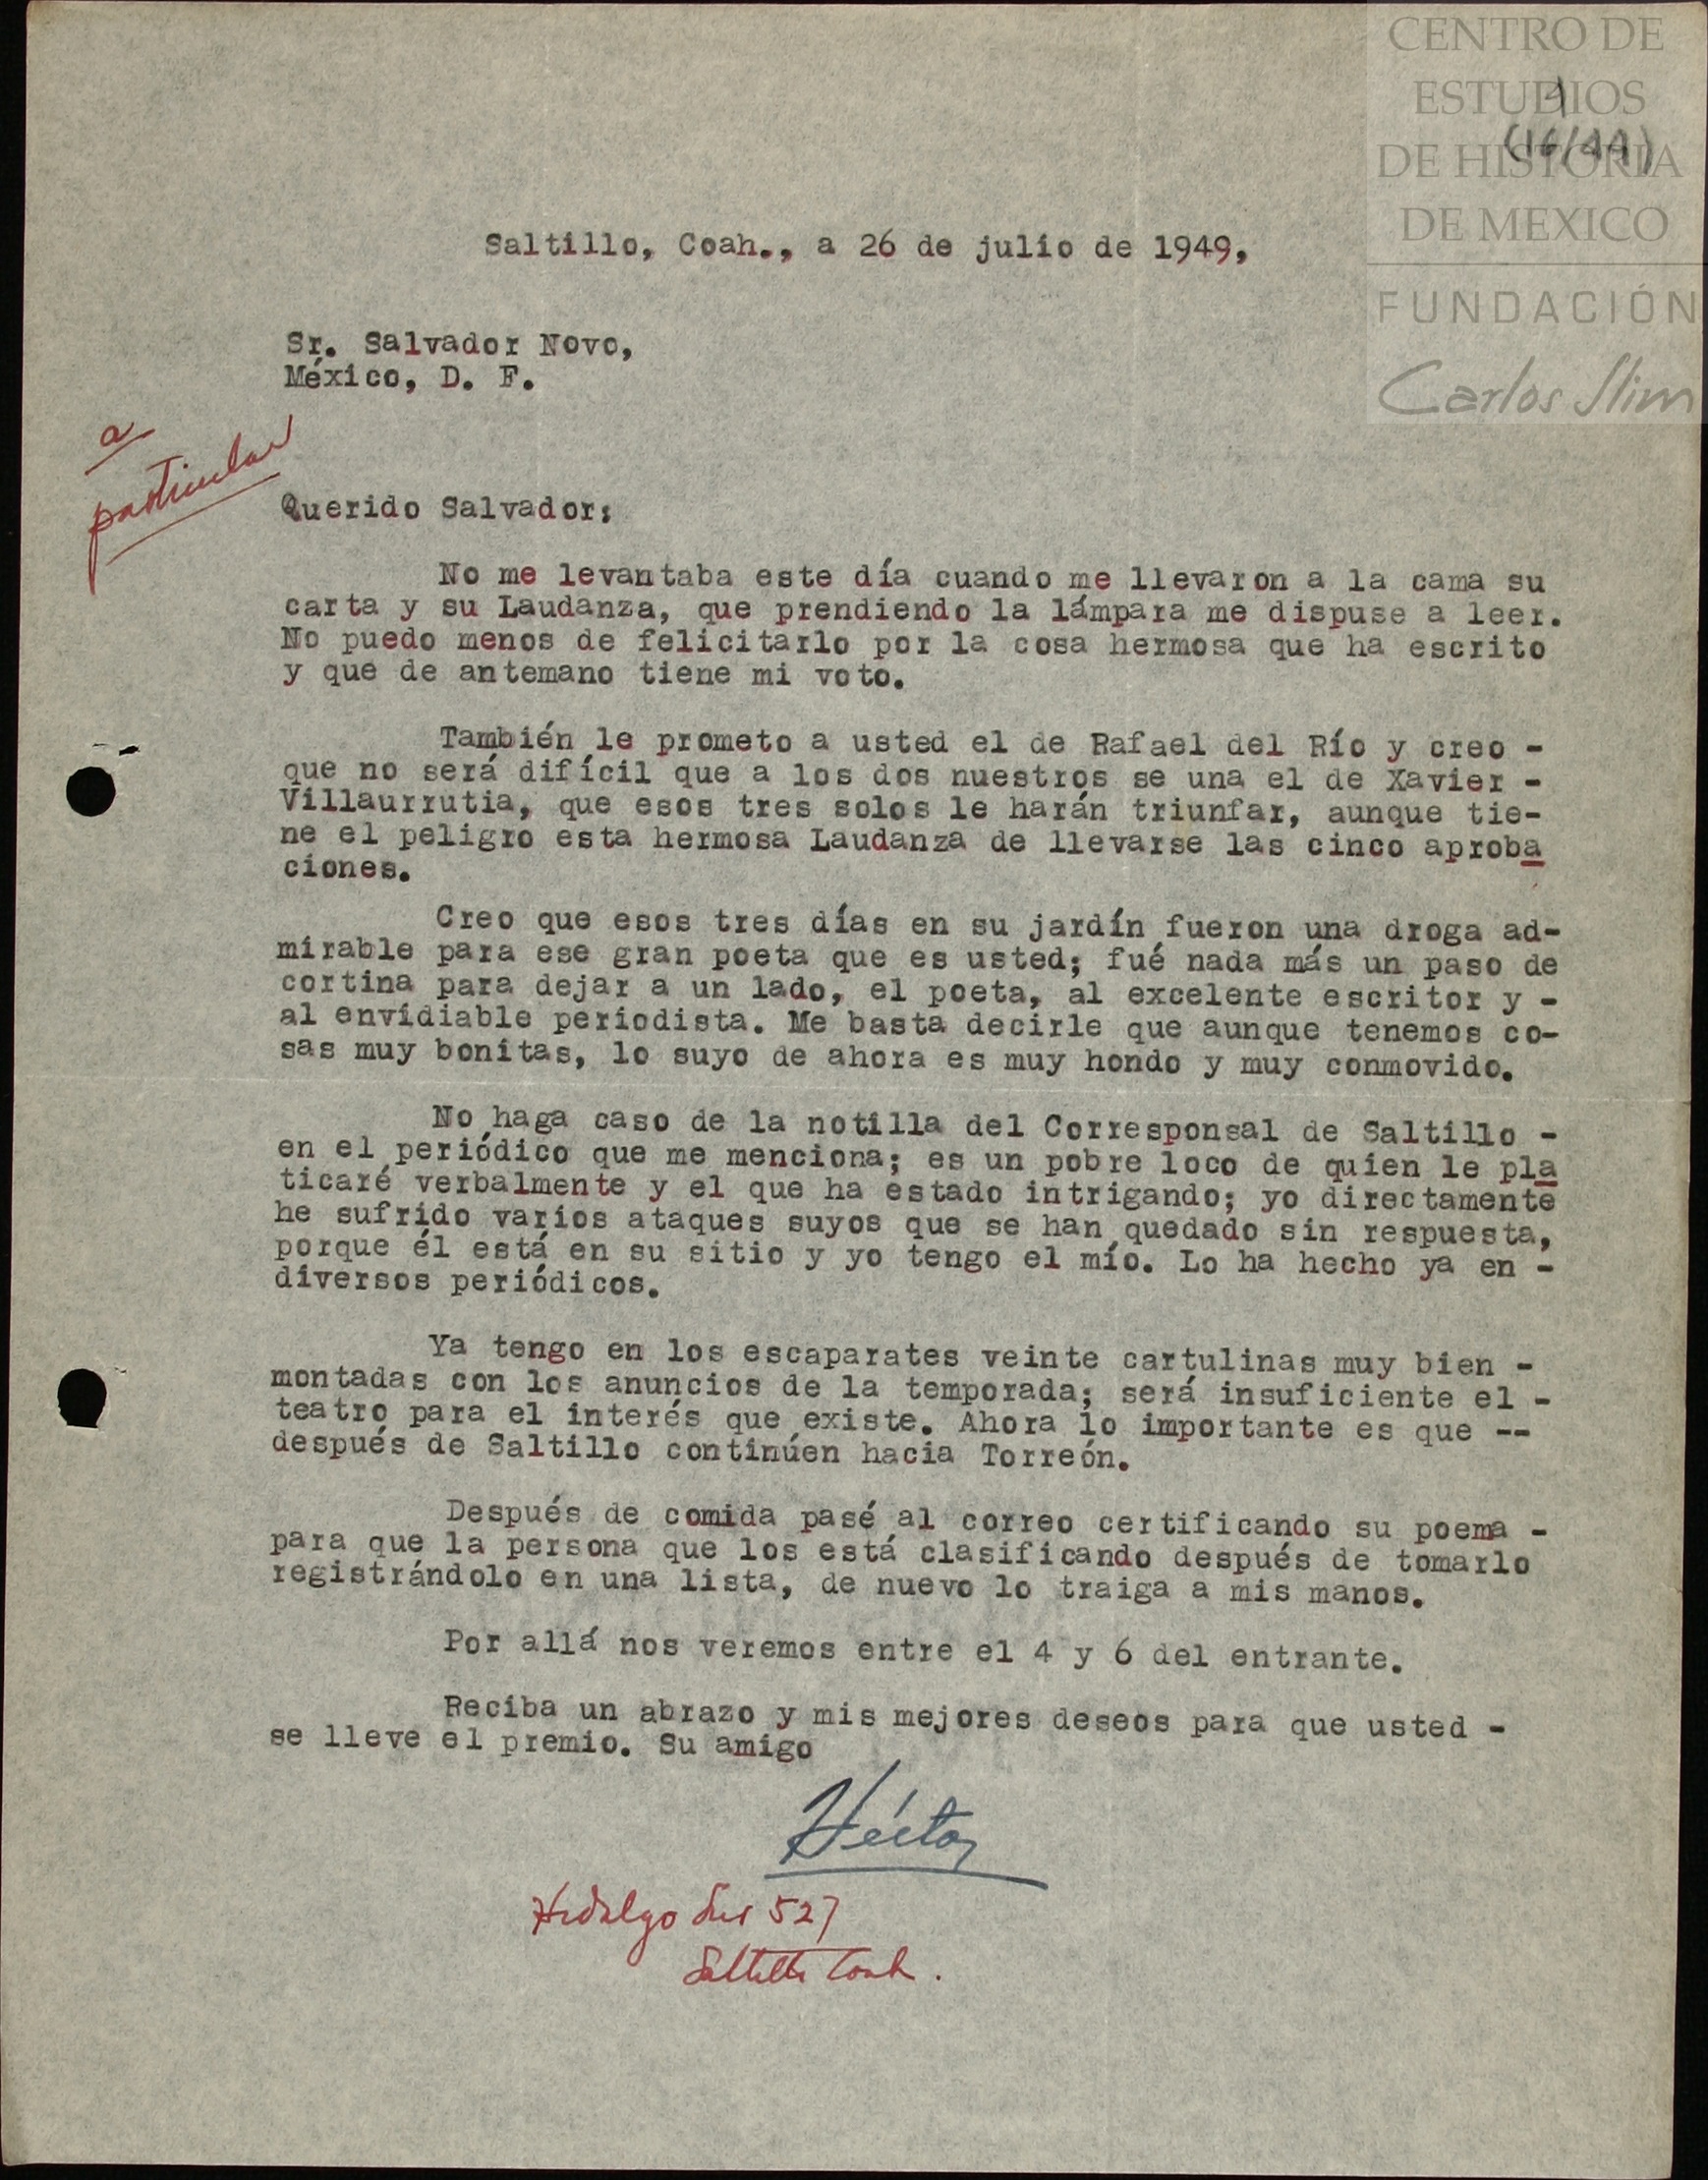 CENTRO DE
ESTUDIOS
DE HISTORIA
DE MEXICO
FUNDACIÓN
Carlos Slim
Saltillo, Coah., a 26 de julio de 1949,
Sr. Salvador Novo,
México, D. F.
a
particular
Querido Salvador:
No me levantaba este día cuando me llevaron a la cama su
carta y su Laudanza, que prendiendo la lámpara me dispuse a leer.
No puedo menos de felicitarlo por la cosa hermosa que ha escrito
y que de antemano tiene mi voto.
También le prometo a usted el de Rafael del Río y creo -
que no será difícil que a los dos nuestros se una el de Xavier -
Villaurrutia, que esos tres solos le harán triunfar, aunque tie-
ne el peligro esta hermosa Laudanza de llevarse las cinco aproba
ciones.
Creo que esos tres días en su jardín fueron una droga ad-
mirable para ese gran poeta que es usted; fué nada más un paso de
cortina para dejar a un lado, el poeta, al excelente escritor y -
al envidiable periodista. Me basta decirle que aunque tenemos co-
sas muy bonitas, lo suyo de ahora es muy hondo y muy conmovido.
No haga caso de la notilla del Corresponsal de Saltillo -
en el periódico que me menciona; es un pobre loco de quien le pla
ticaré verbalmente y el que ha estado intrigando; yo directamente
he sufrido varios ataques suyos que se han quedado sin respuesta,
porque él está en su sitio y yo tengo el mío. Lo ha hecho ya en -
diversos periódicos.
Ya tengo en los escaparates veinte cartulinas muy bien -
montadas con los anuncios de la temporada; será insuficiente el -
teatro para el interés que existe. Ahora lo importante es que --
después de Saltillo continúen hacia Torreón.
Después de comida pasé al correo certificando su poema -
para que la persona que los está clasificando después de tomarlo
registrándolo en una lista, de nuevo lo traiga a mis manos.
Por allá nos veremos entre el 4 y 6 del entrante.
Reciba un abrazo y mis mejores deseos para que usted -
se lleve el premio. Su amigo
Héctor
Hidalgo Sur 527
Saltillo Coah.